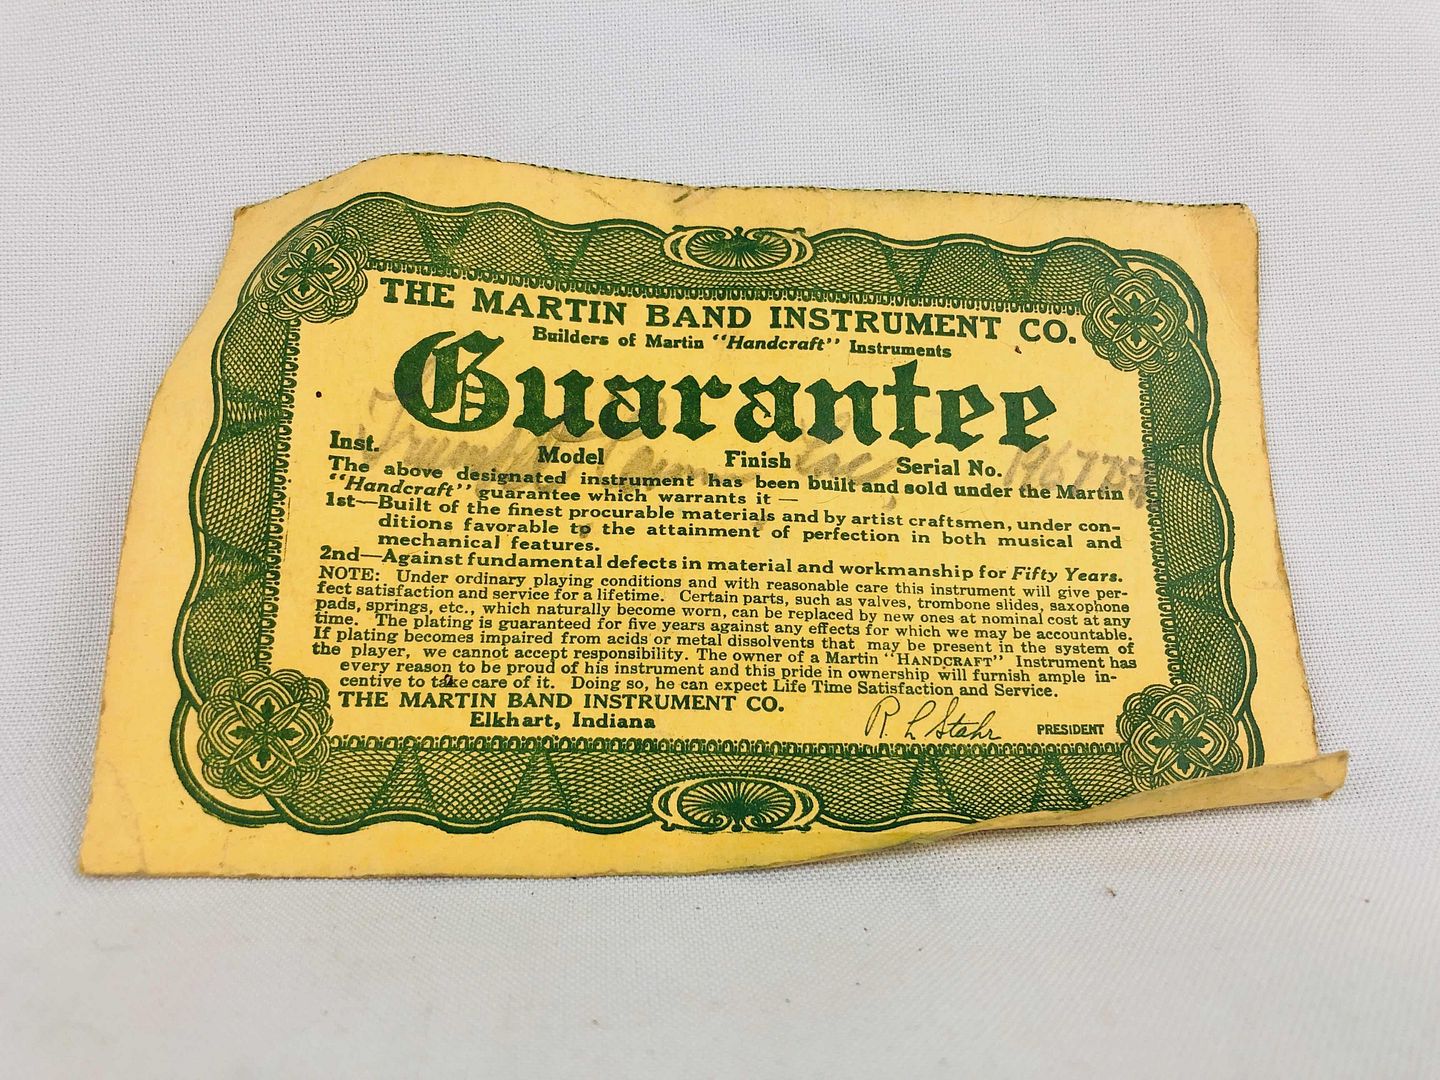 THE MARTIN BAND INSTRUMENT CO.
Builders of Martin "Handcraft" Instruments
Guarantee
Inst. Trumpet Model Finish Lac. Serial No.
The above designated instrument has been built and sold under the Martin
"Handcraft" guarantee which warrants it —
1st—Built of the finest procurable materials and by artist craftsmen, under con-
ditions favorable to the attainment of perfection in both musical and
mechanical features.
2nd—Against fundamental defects in material and workmanship for Fifty Years.
NOTE: Under ordinary playing conditions and with reasonable care this instrument will give per-
fect satisfaction and service for a lifetime. Certain parts, such as valves, trombone slides, saxophone
pads, springs, etc., which naturally become worn, can be replaced by new ones at nominal cost at any
time. The plating is guaranteed for five years against any effects for which we may be accountable.
If plating becomes impaired from acids or metal dissolvents that may be present in the system of
the player, we cannot accept responsibility. The owner of a Martin "HANDCRAFT" Instrument has
every reason to be proud of his instrument and this pride in ownership will furnish ample in-
centive to take care of it. Doing so, he can expect Life Time Satisfaction and Service.
THE MARTIN BAND INSTRUMENT CO.
Elkhart, Indiana
R. L. Stahr PRESIDENT